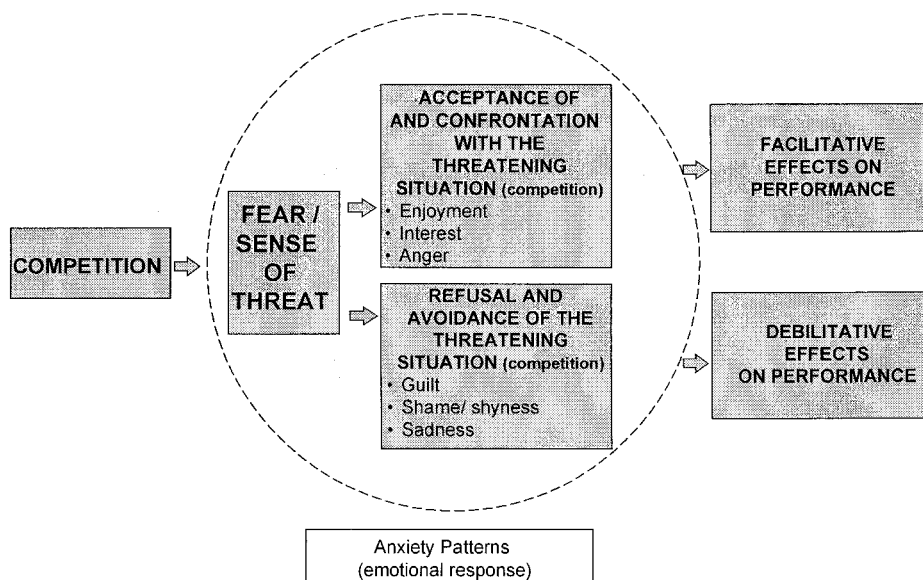 COMPETITION
FEAR /
SENSE
OF
THREAT
ACCEPTANCE OF
AND CONFRONTATION
WITH THE
THREATENING
SITUATION (competition)
• Enjoyment
• Interest
• Anger
REFUSAL AND
AVOIDANCE OF THE
THREATENING
SITUATION (competition)
• Guilt
• Shame/ shyness
• Sadness
FACILITATIVE
EFFECTS ON
PERFORMANCE
DEBILITATIVE
EFFECTS
ON PERFORMANCE
Anxiety Patterns
(emotional response)